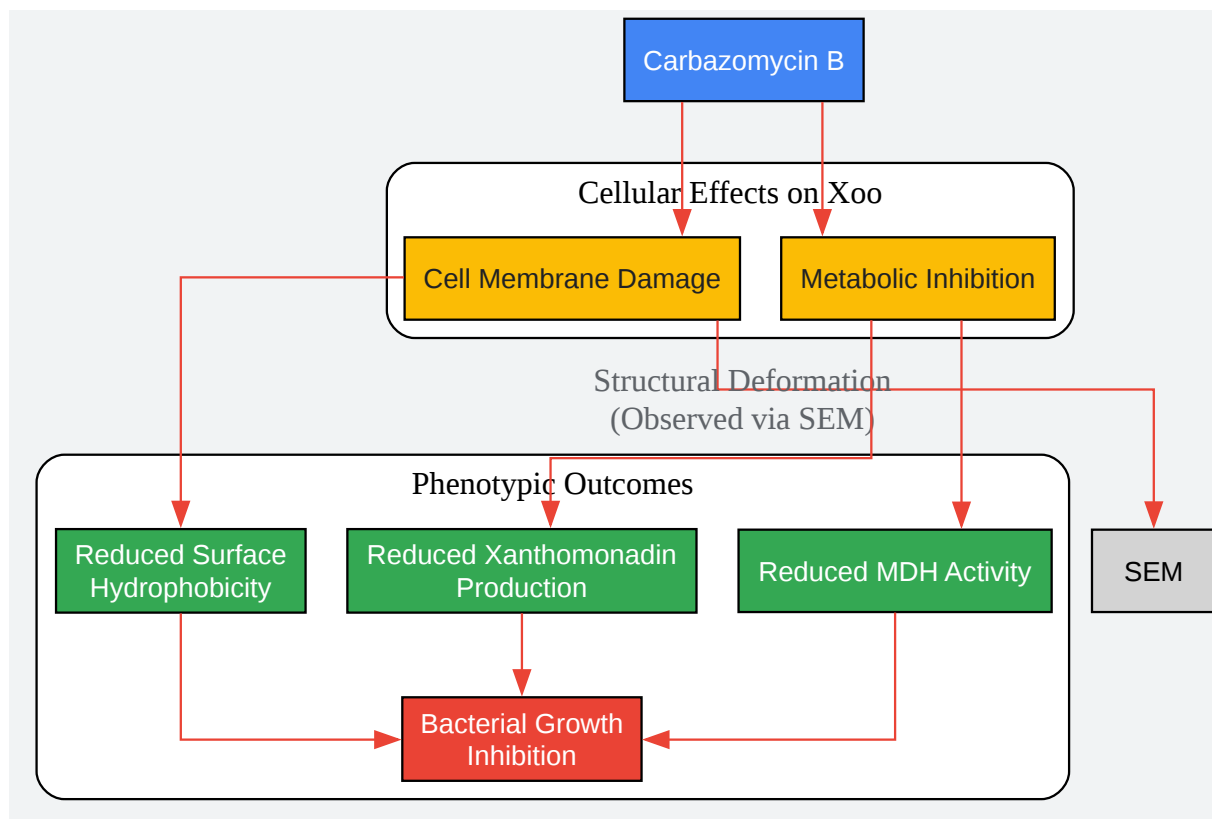 Carbazomycin B
Cellular Effects on Xoo
Cell Membrane Damage
Metabolic Inhibition
Structural Deformation
(Observed via SEM)
Phenotypic Outcomes
Reduced Surface
Hydrophobicity
Reduced Xanthomonadin
Production
Reduced MDH Activity
SEM
Bacterial Growth
Inhibition